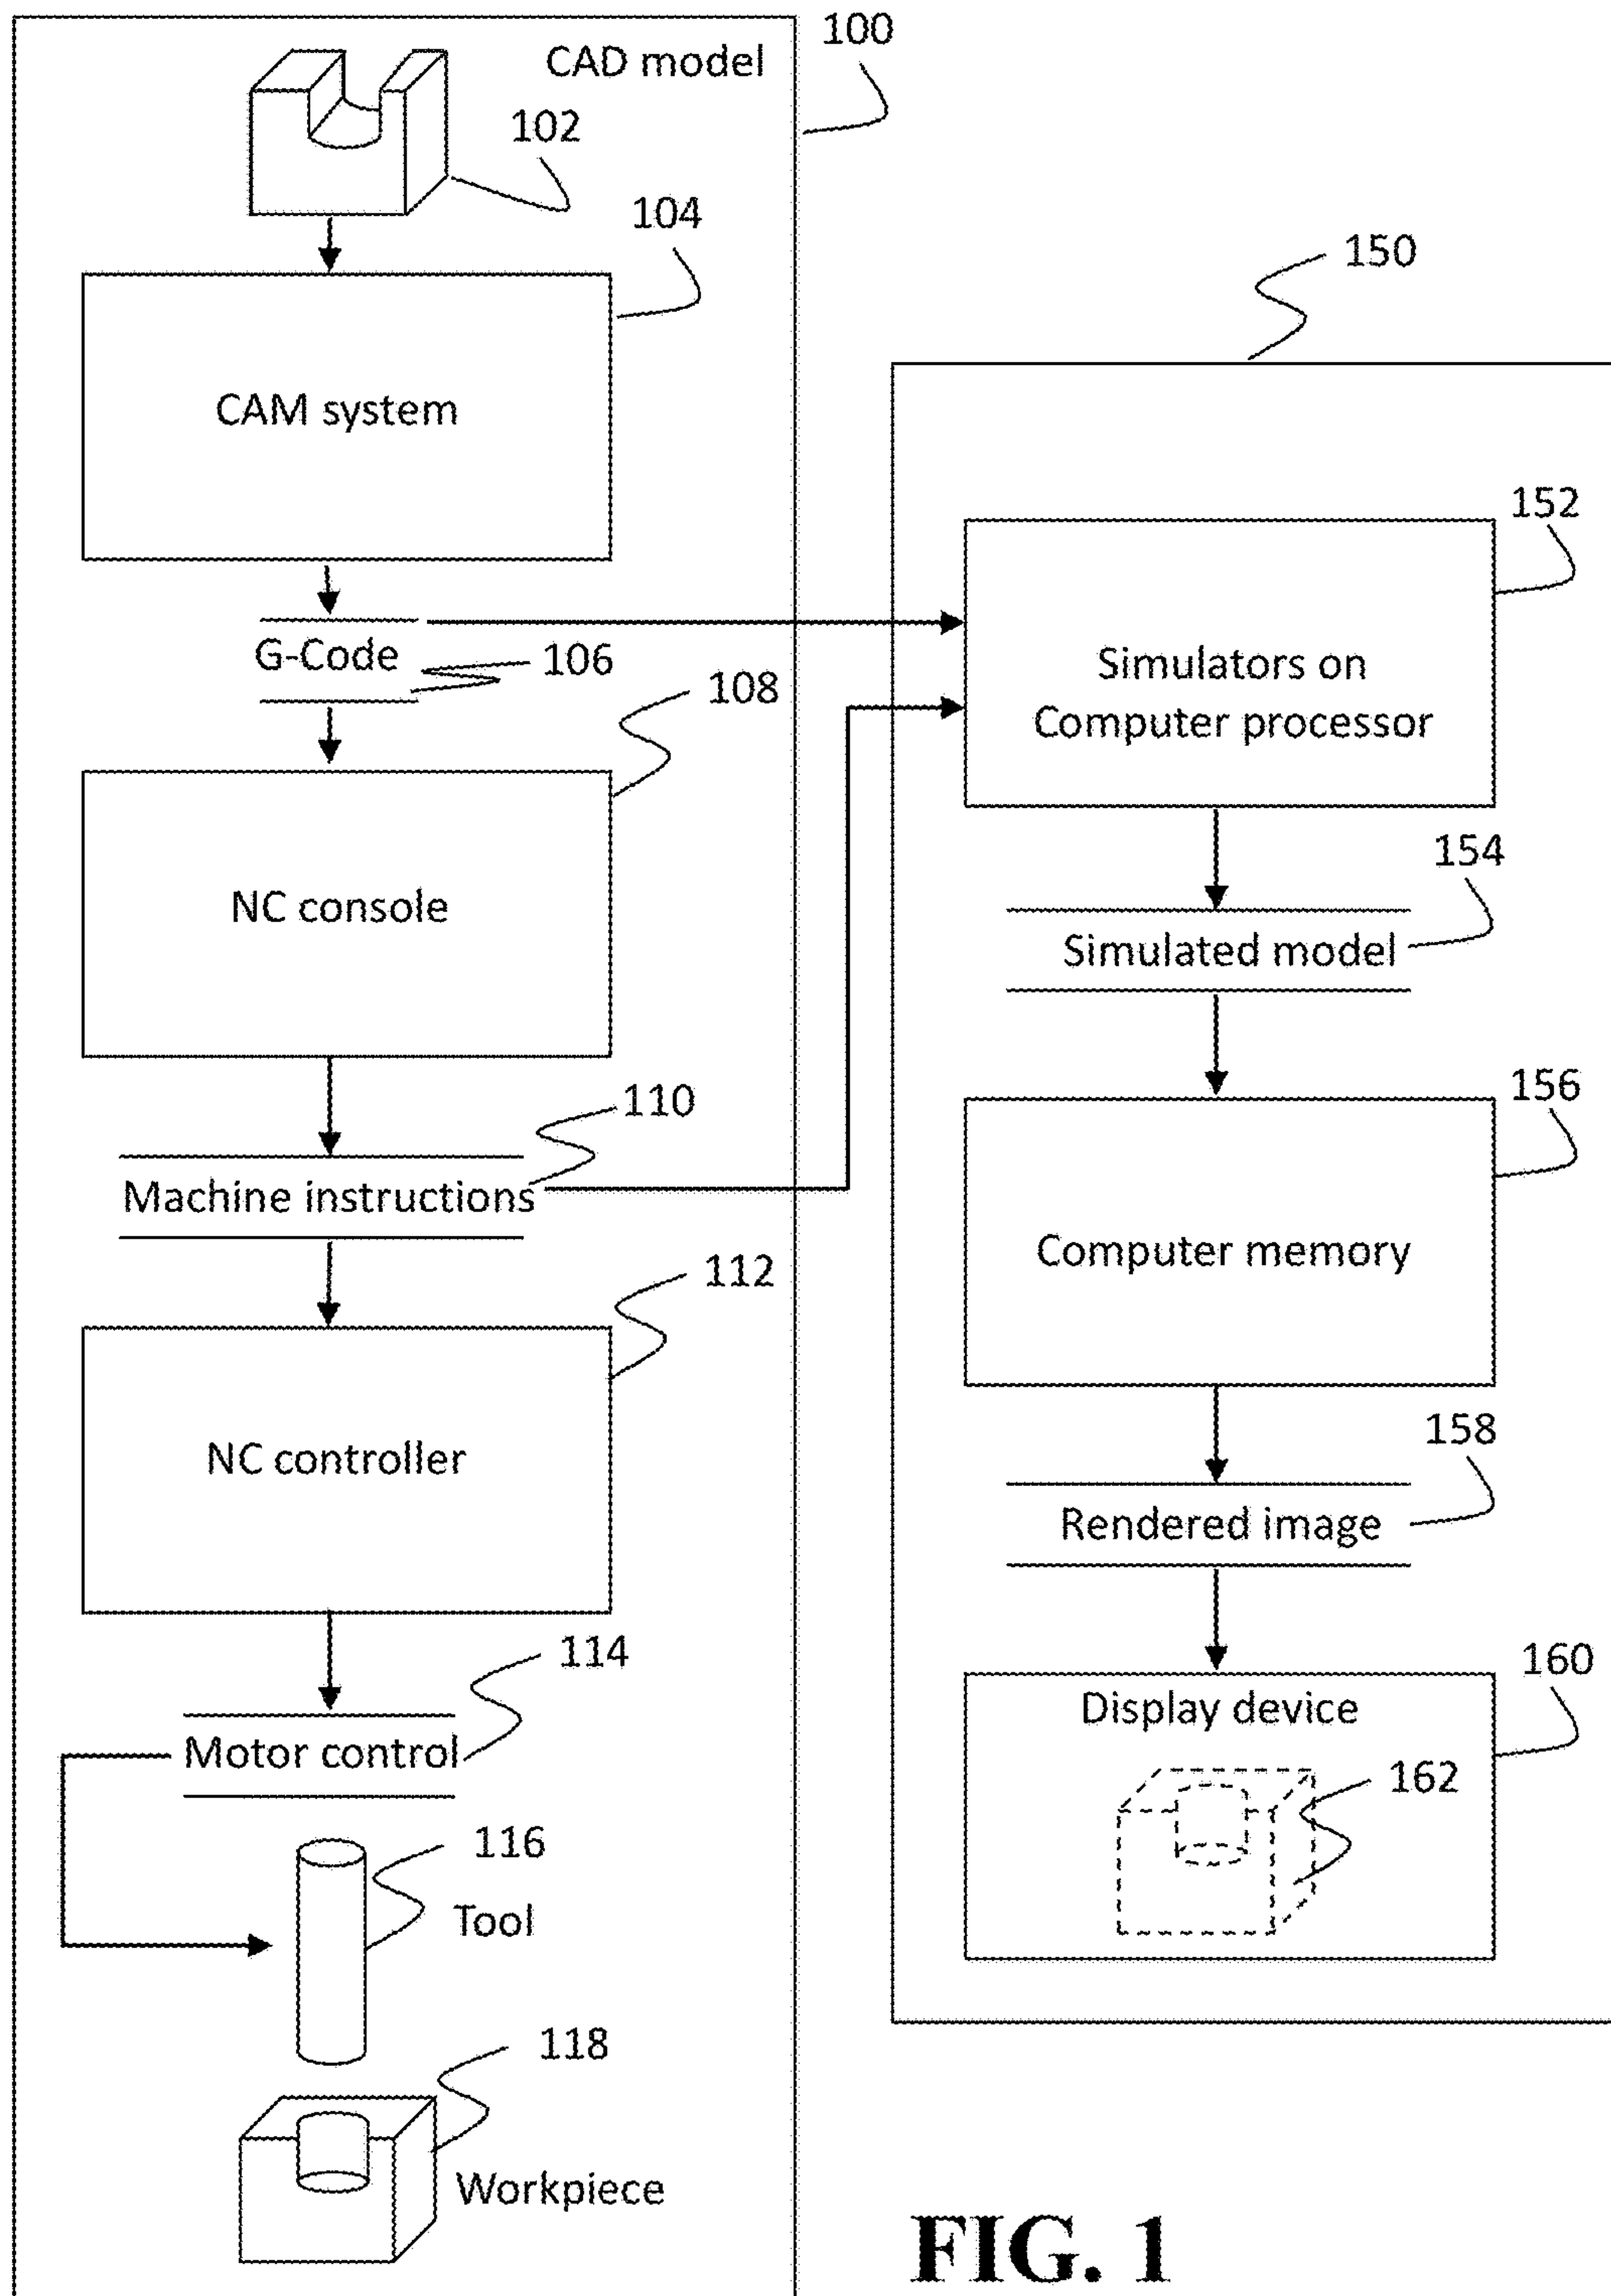 100
CAD model
102
104
CAM system
G-Code
106
108
NC console
110
Machine instructions
112
NC controller
114
Motor control
116
Tool
118
Workpiece
150
152
Simulators on
Computer processor
154
Simulated model
156
Computer memory
158
Rendered image
160
Display device
162
FIG. 1